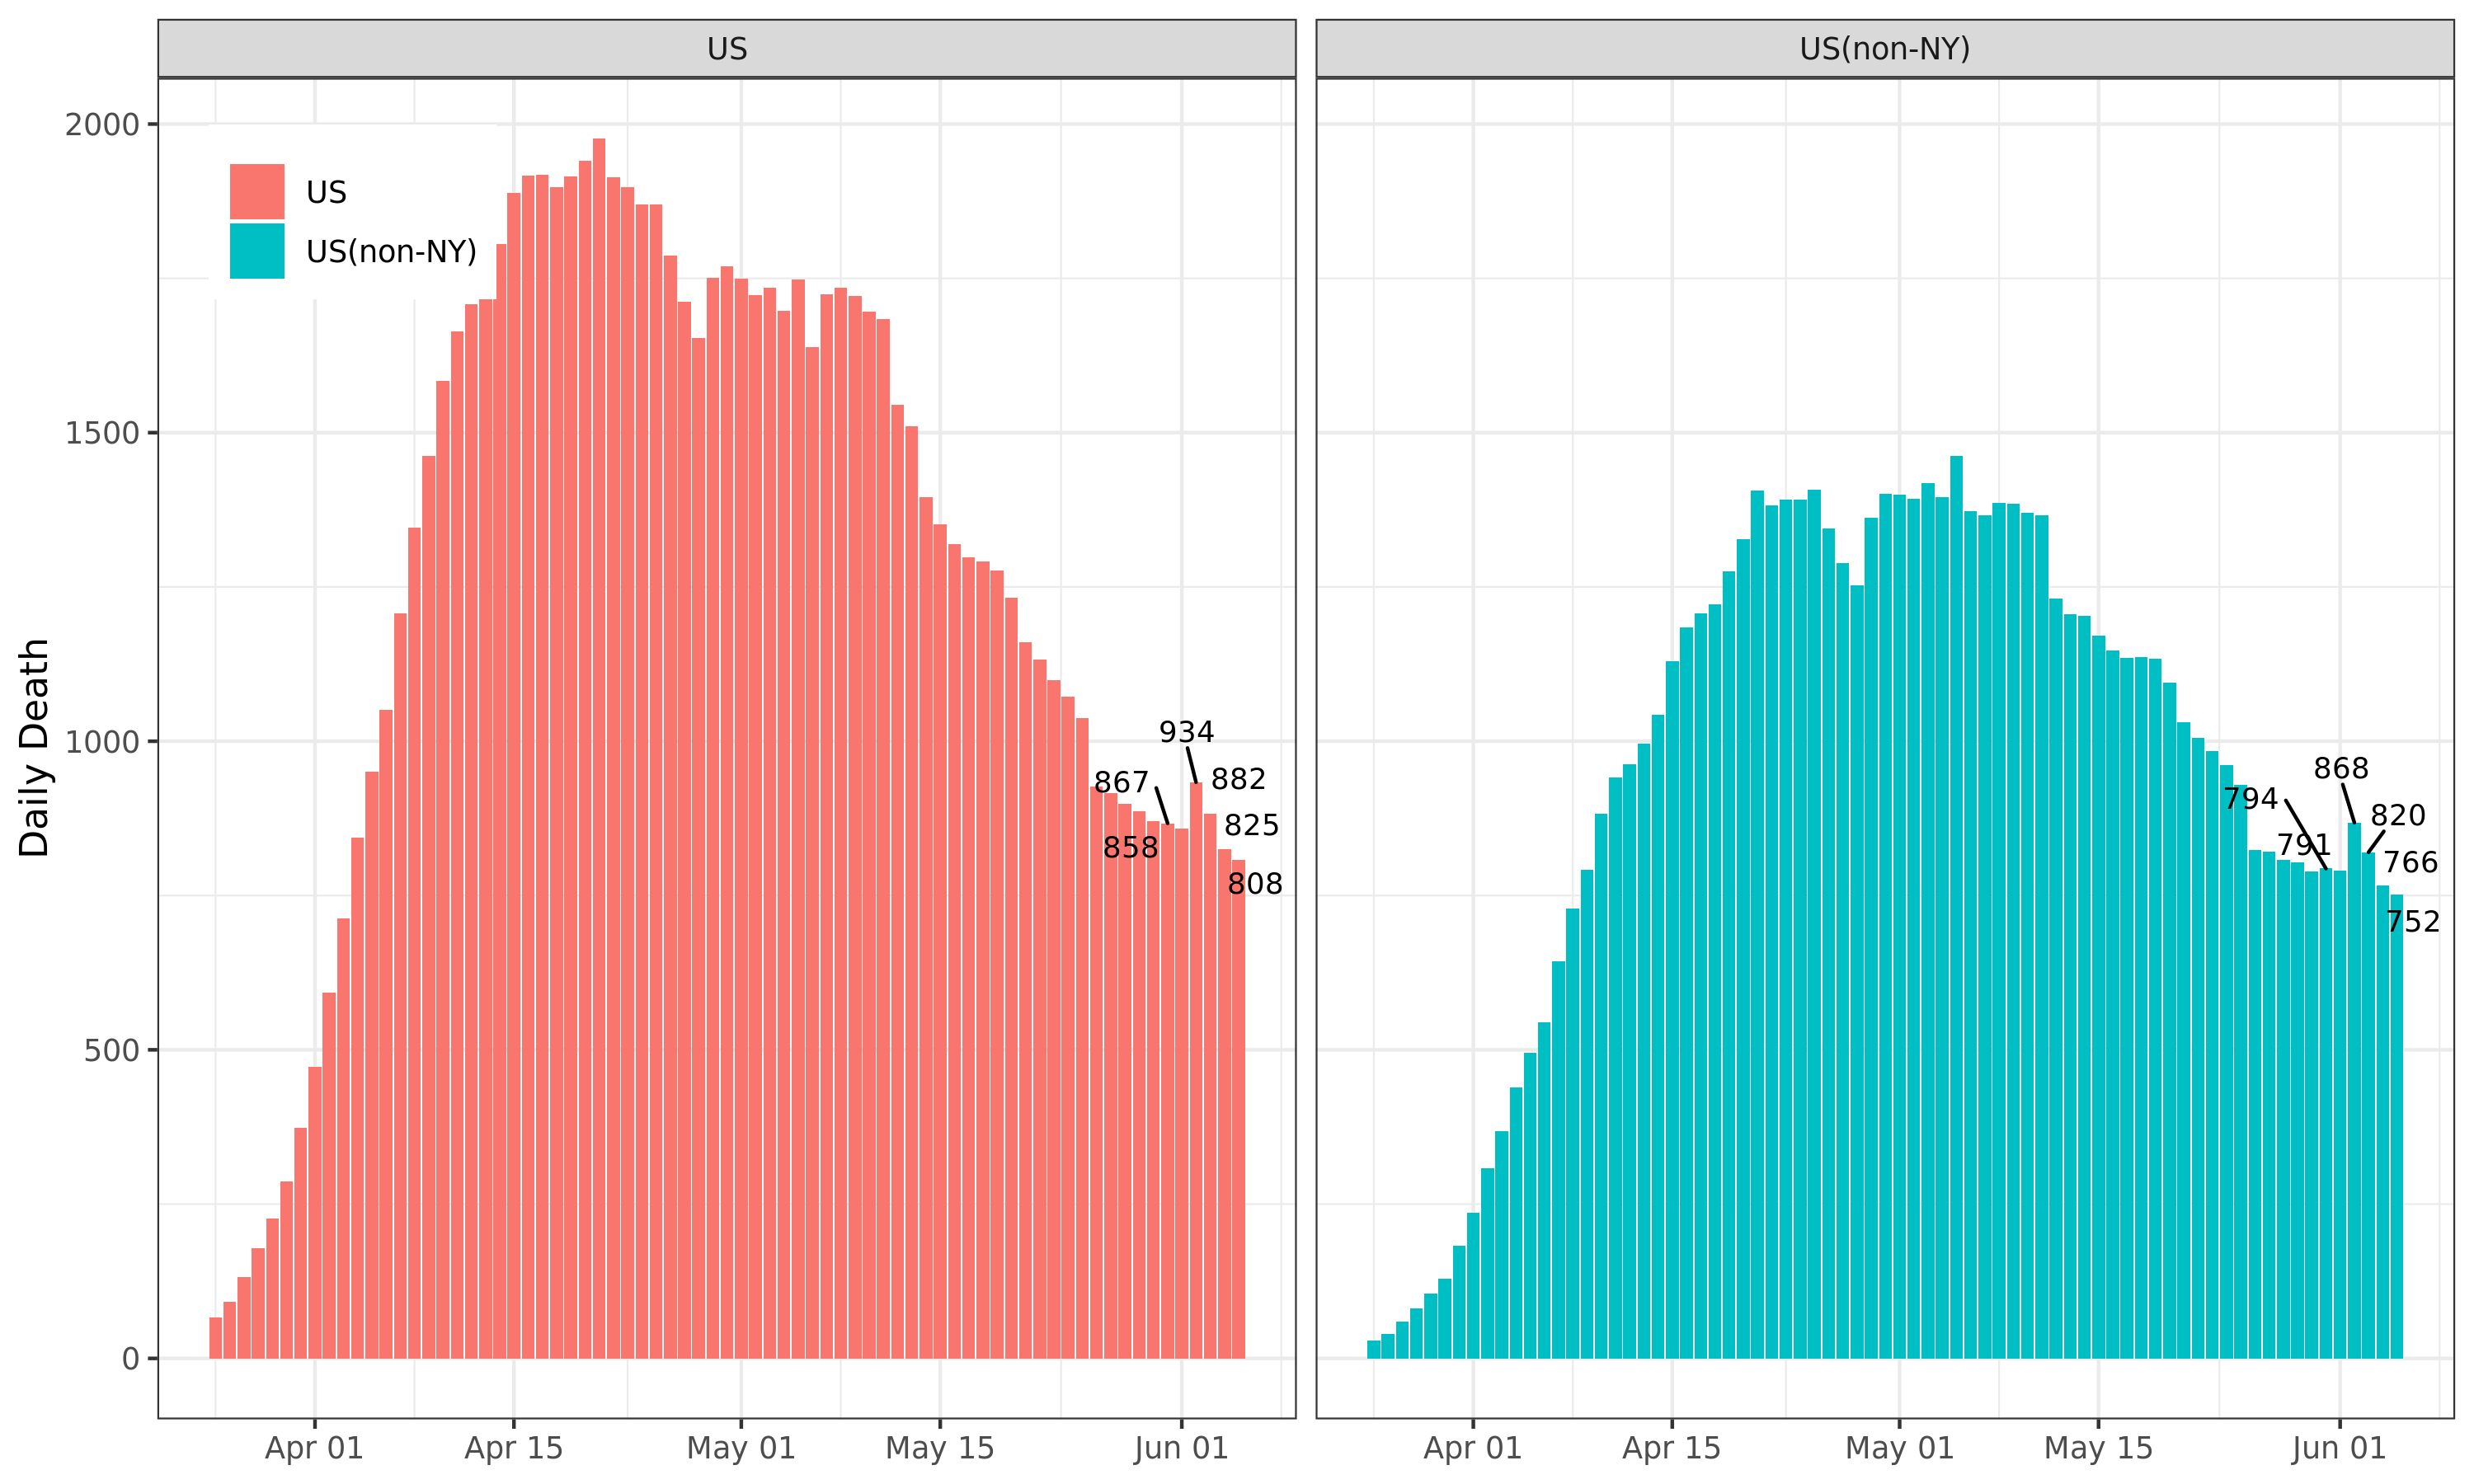 US
US(non-NY)
Daily Death
2000
1500
1000
500
0
US
US(non-NY)
934
867
882
825
858
808
868
794
820
791
766
752
Apr 01
Apr 15
May 01
May 15
Jun 01
Apr 01
Apr 15
May 01
May 15
Jun 01